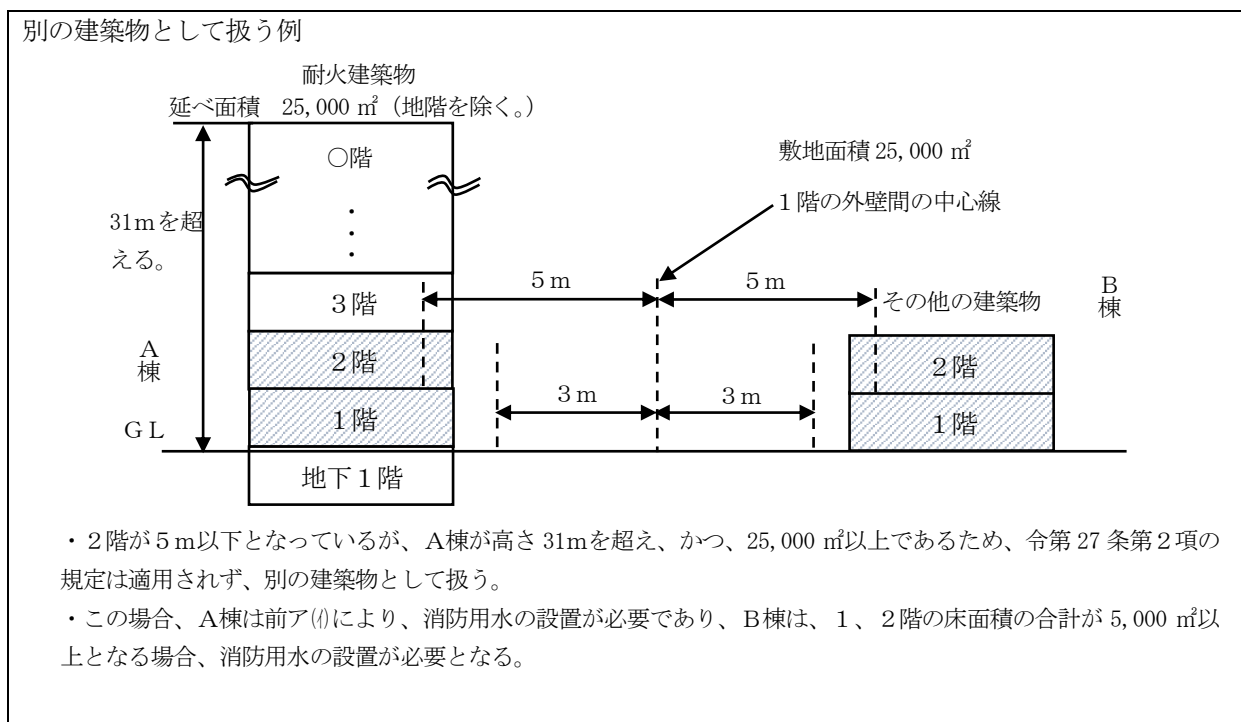 別の建築物として扱う例
耐火建築物
延べ面積 25,000 ㎡（地階を除く。）
○階
31mを超
える。
敷地面積 25,000 ㎡
１階の外壁間の中心線
３階
５ｍ
５ｍ
その他の建築物
Ｂ
棟
Ａ
棟
２階
２階
３ｍ
３ｍ
ＧＬ
１階
１階
地下１階
・２階が５ｍ以下となっているが、Ａ棟が高さ 31mを超え、かつ、25,000 ㎡以上であるため、令第 27 条第２項の
規定は適用されず、別の建築物として扱う。
・この場合、Ａ棟は前ア(ｲ)により、消防用水の設置が必要であり、Ｂ棟は、１、２階の床面積の合計が 5,000 ㎡以
上となる場合、消防用水の設置が必要となる。